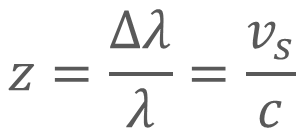 z = Δλ/λ = v_s/c